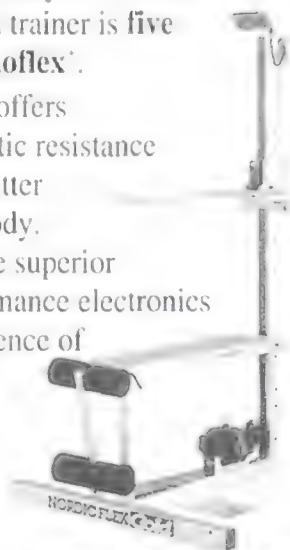 trainer is five
oflex'.
offers
tic resistance
tter
ody.
e superior
mance electronics
ence of
NORDICFLEX